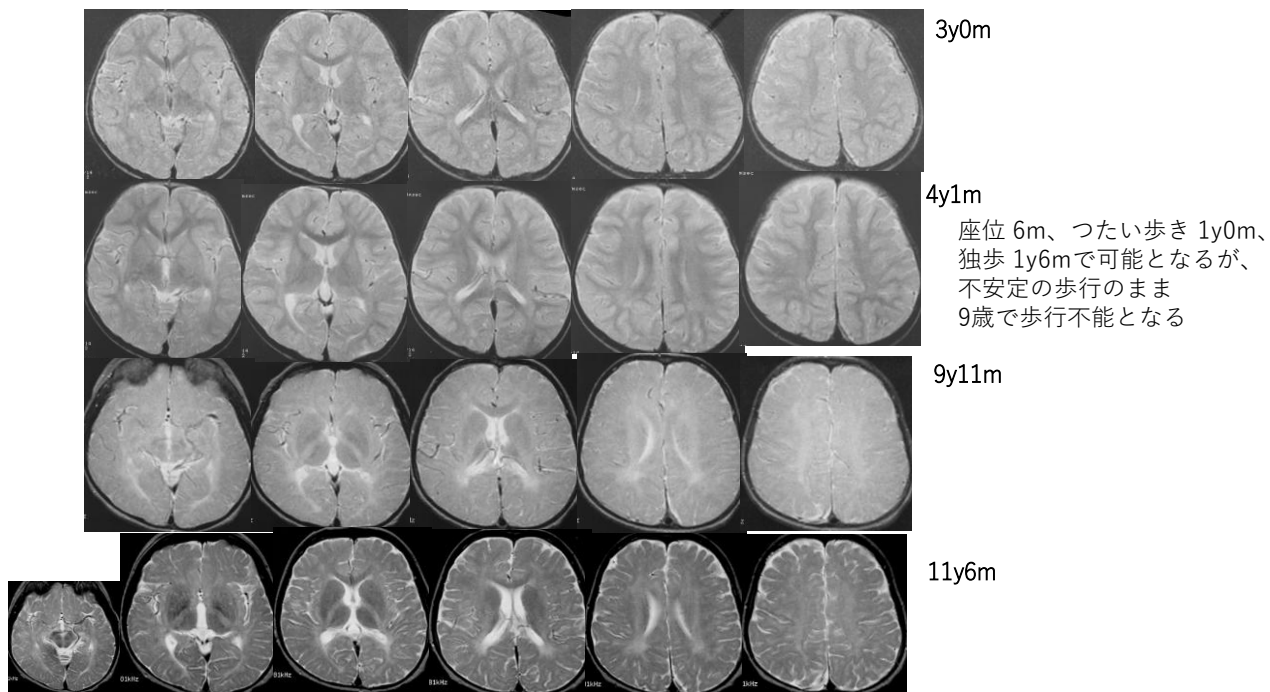 3y0m
4y1m
座位 6m、つたい歩き 1y0m、
独歩 1y6mで可能となるが、
不安定の歩行のまま
9歳で歩行不能となる
9y11m
11y6m